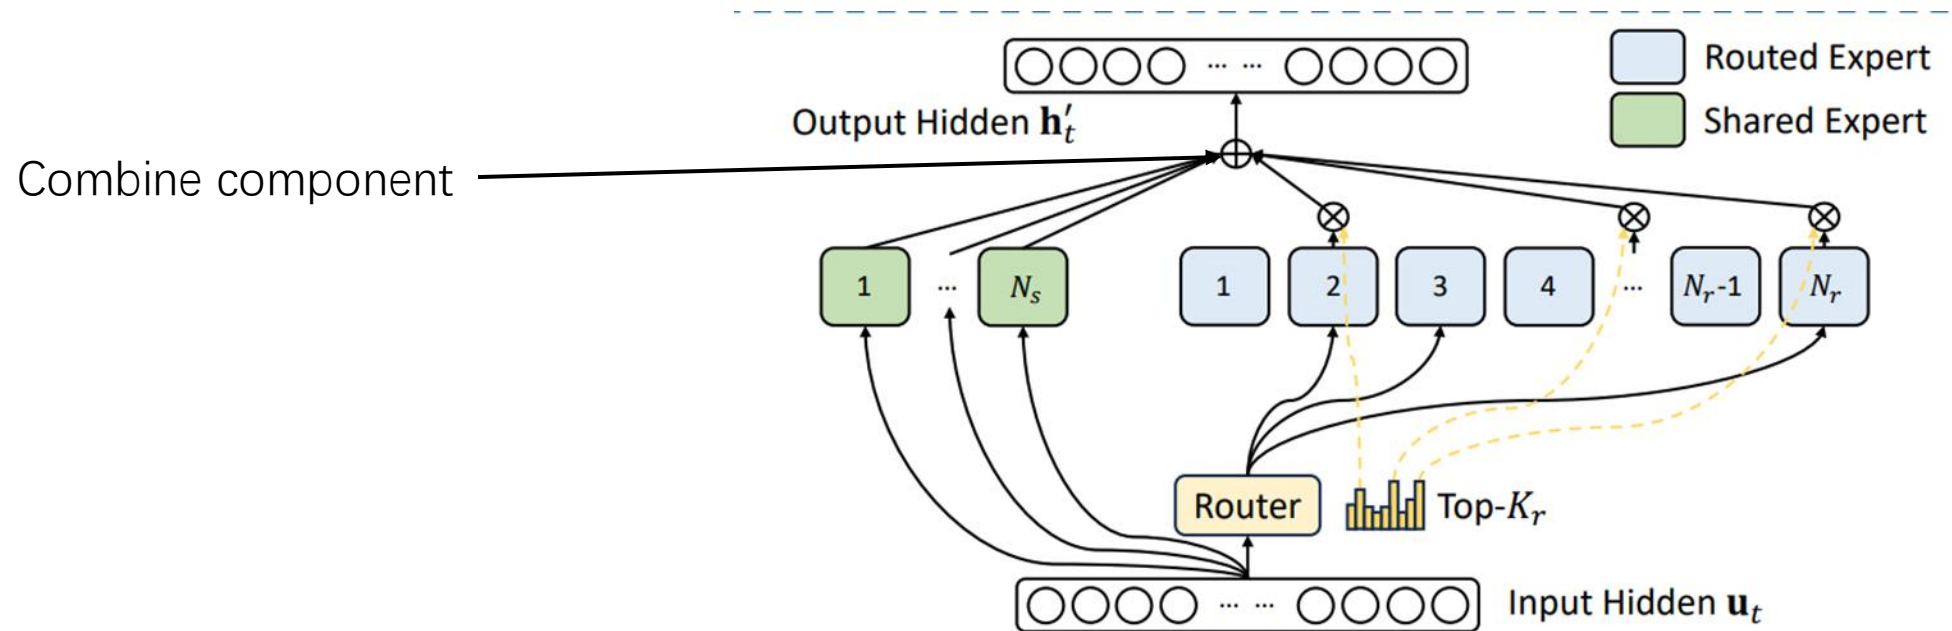 Routed Expert
Output Hidden h′ₜ
Shared Expert
Combine component
1 ... Nₛ 1 2 3 4 ... Nᵣ-1 Nᵣ
Router Top-Kᵣ
... ... Input Hidden uₜ